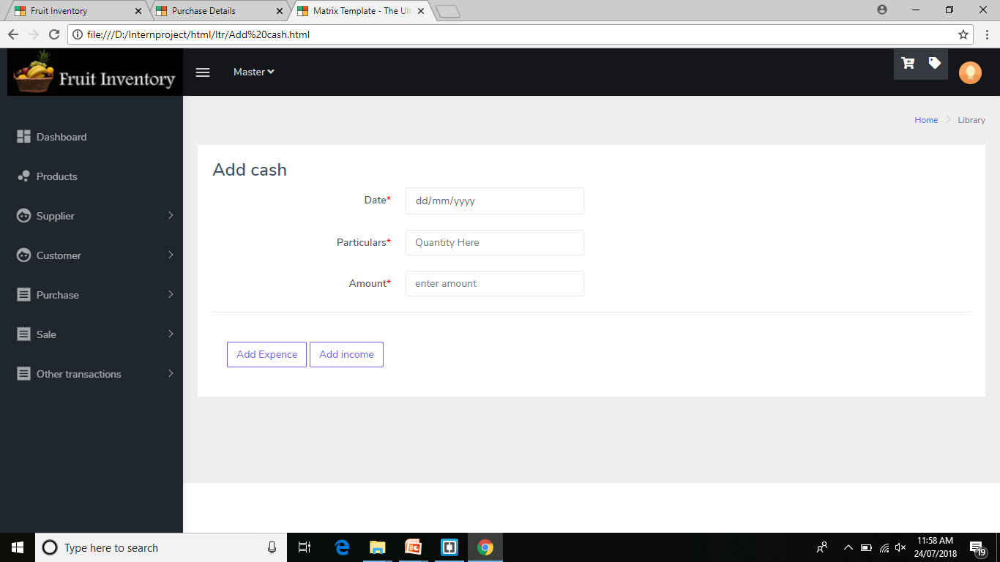 Fruit Inventory
Purchase Details
Matrix Template - The Ult
file:///D:/Internproject/html/ltr/Add%20cash.html
Fruit Inventory
Master
Home
Library
Dashboard
Products
Supplier
Customer
Purchase
Sale
Other transactions
Add cash
Date*
dd/mm/yyyy
Particulars*
Quantity Here
Amount*
enter amount
Add Expence
Add income
Type here to search
11:58 AM
24/07/2018
19